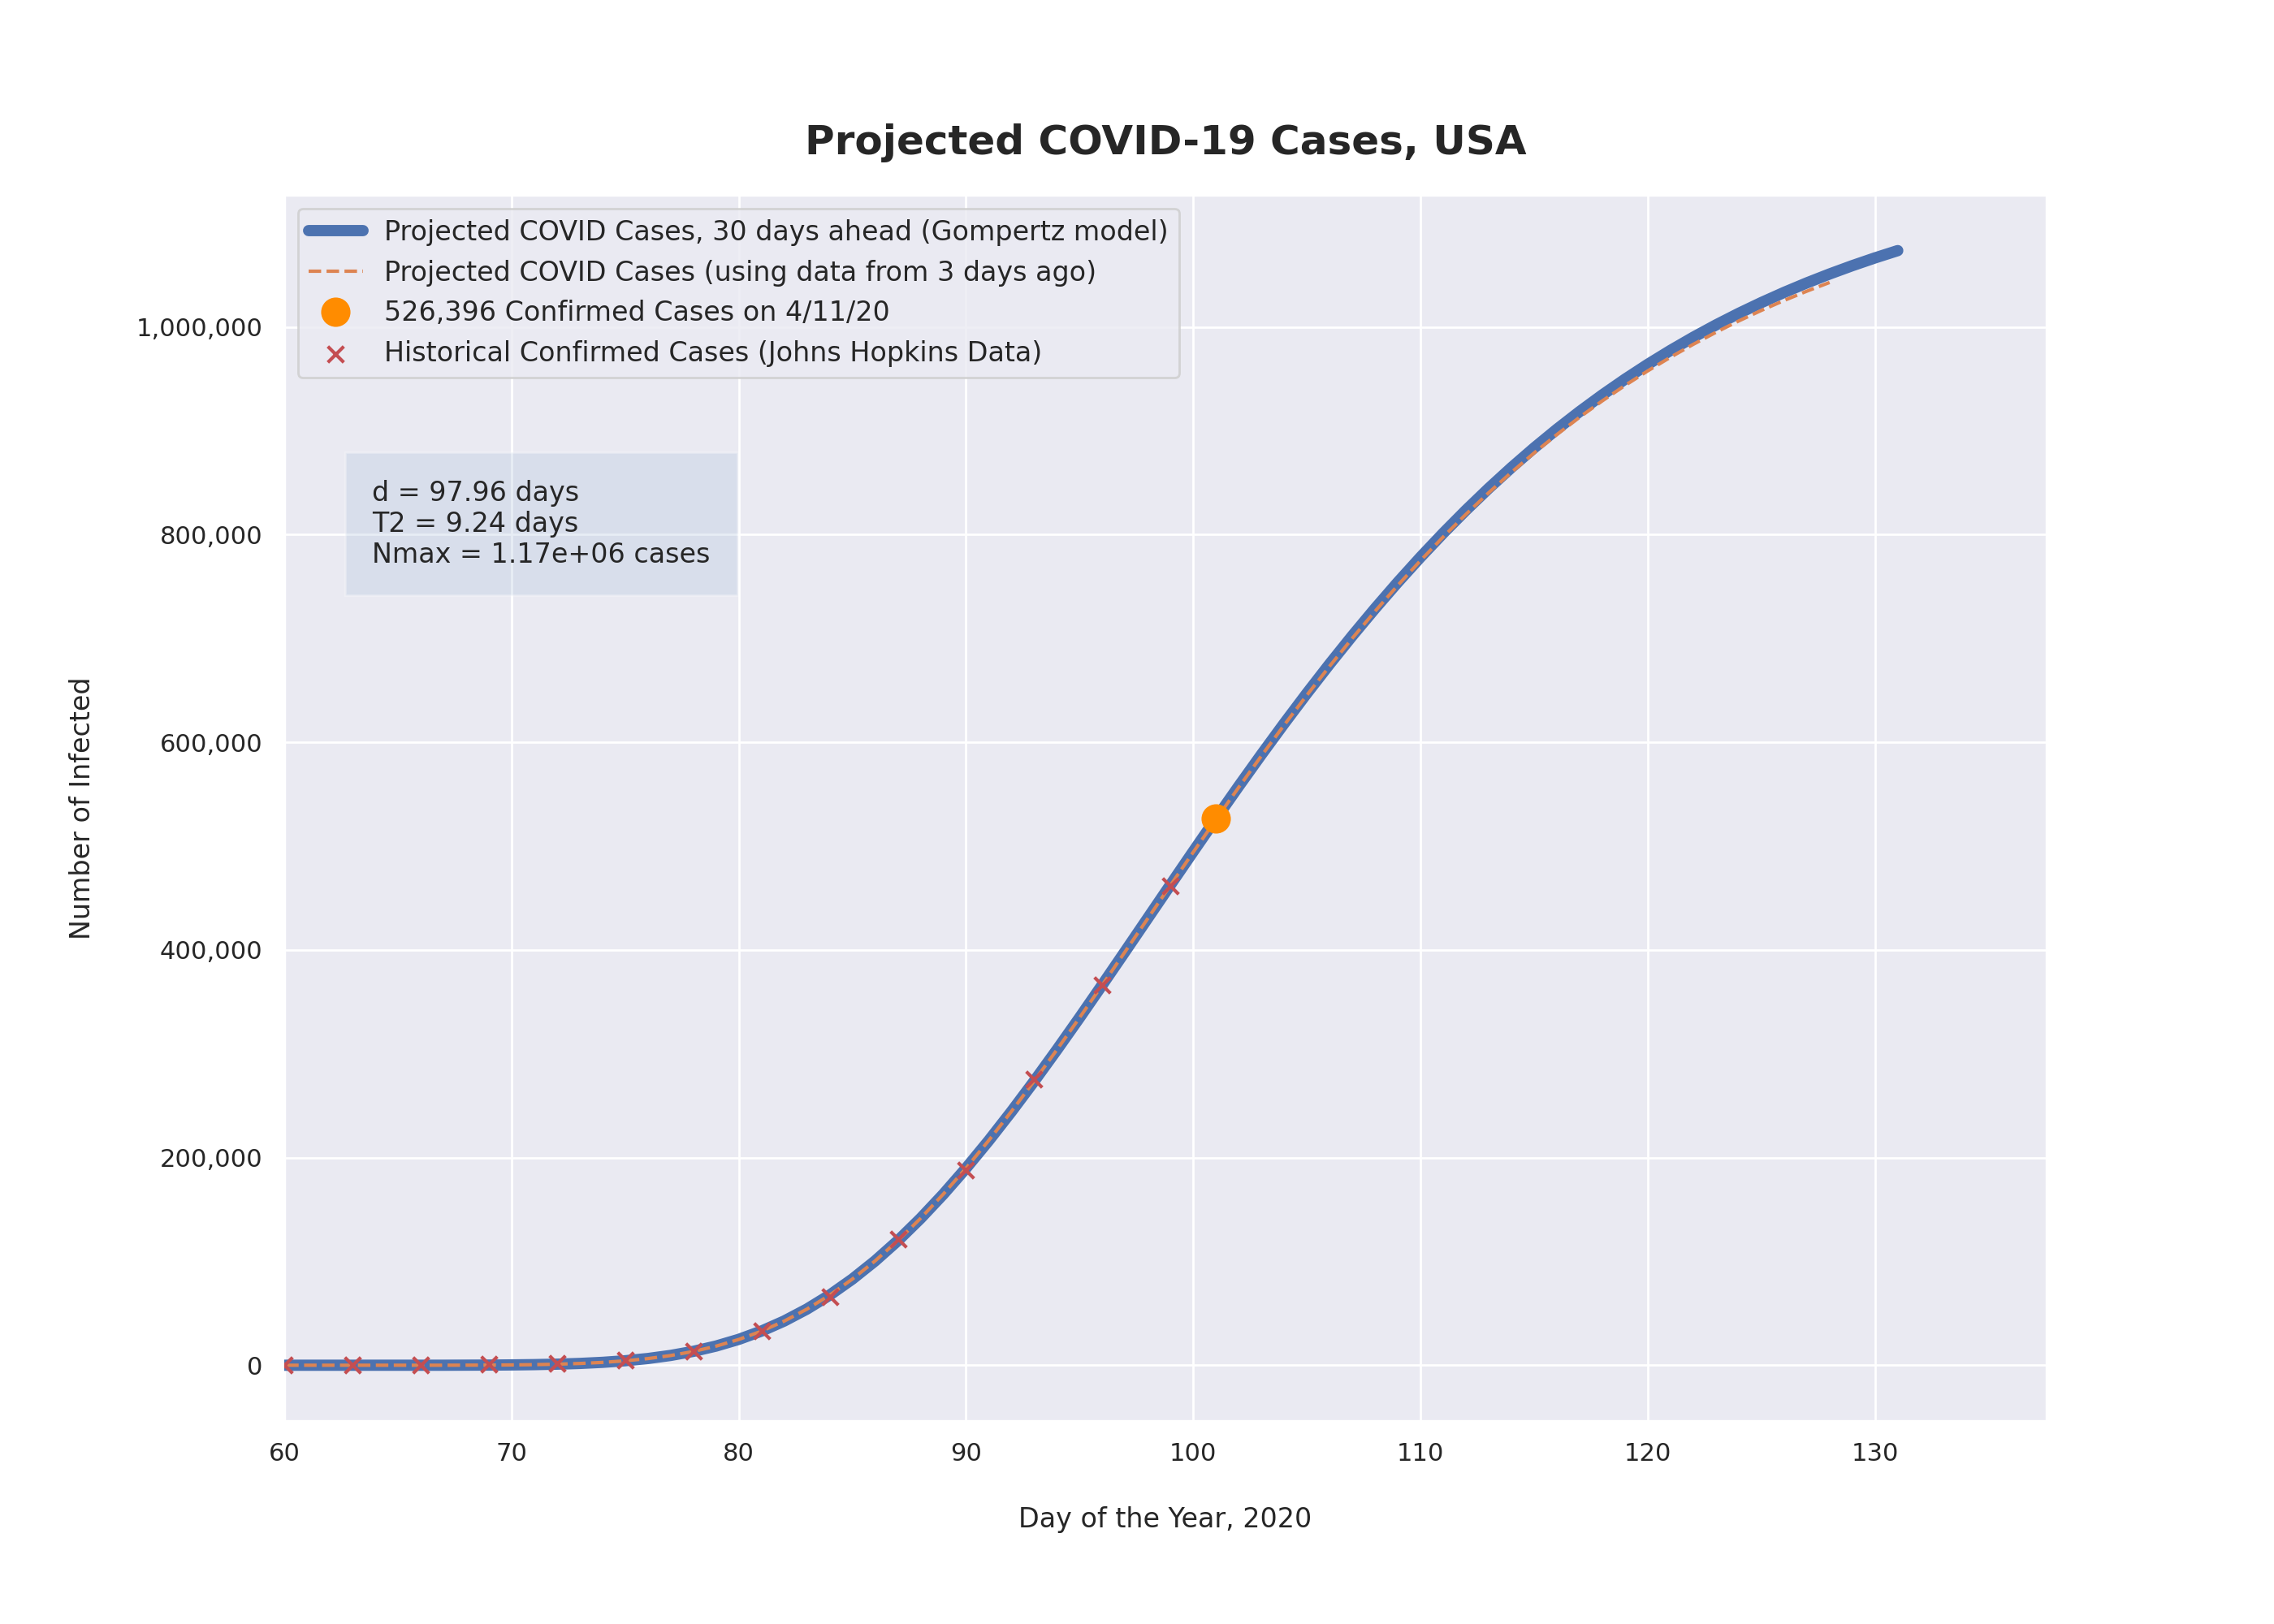 Projected COVID-19 Cases, USA
Projected COVID Cases, 30 days ahead (Gompertz model)
Projected COVID Cases (using data from 3 days ago)
526,396 Confirmed Cases on 4/11/20
Historical Confirmed Cases (Johns Hopkins Data)
d = 97.96 days
T2 = 9.24 days
Nmax = 1.17e+06 cases
Number of Infected
1,000,000
800,000
600,000
400,000
200,000
0
60 70 80 90 100 110 120 130
Day of the Year, 2020